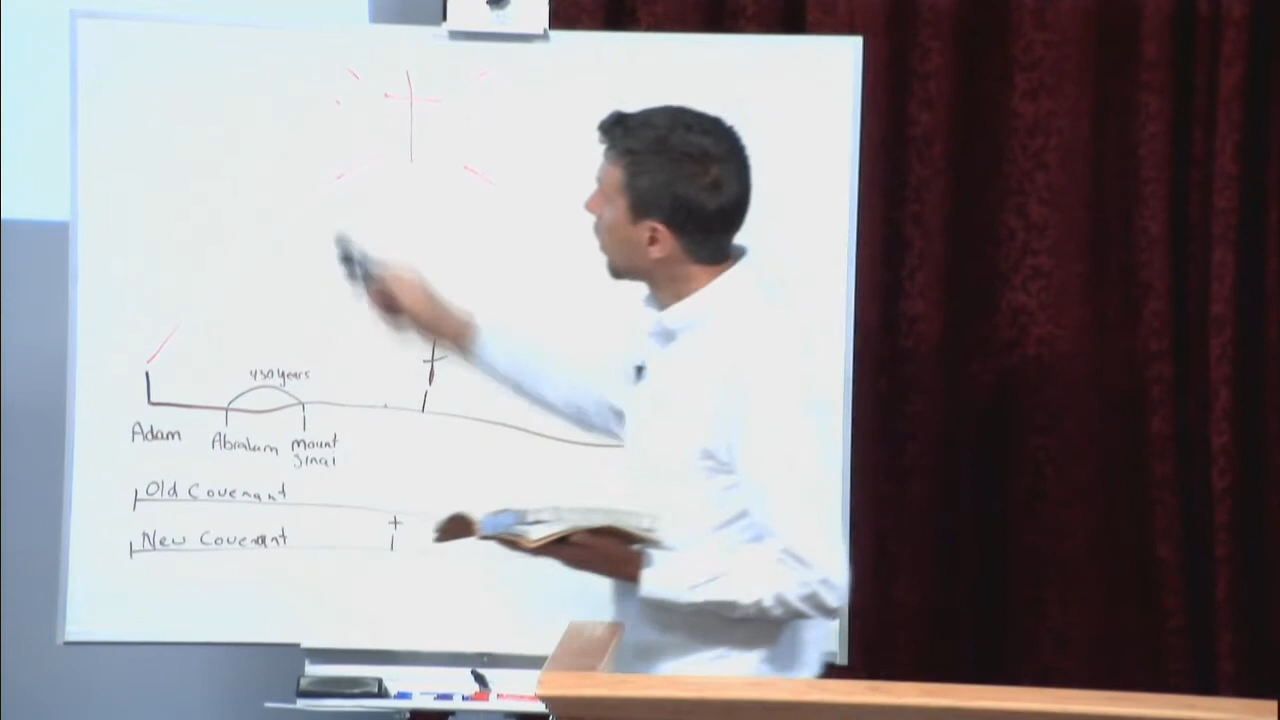 430 years
Adam Abraham Mount
Sinai
Old Covenant
New Covenant